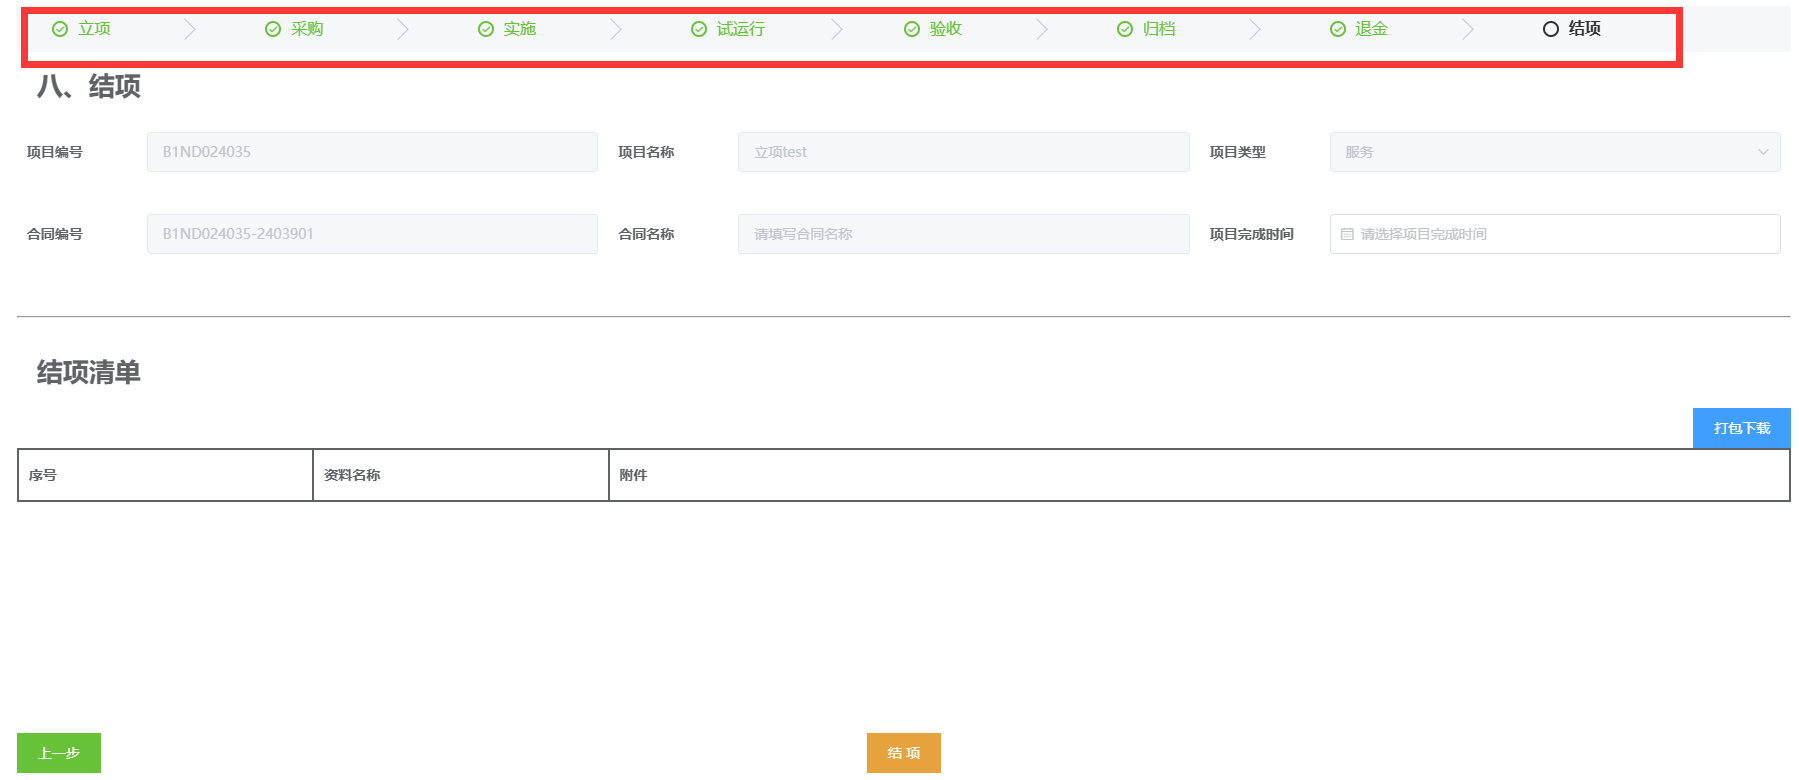 立项 采购 实施 试运行 验收 归档 退金 结项
八、结项
项目编号 B1ND024035 项目名称 立项test 项目类型 服务
合同编号 B1ND024035-2403901 合同名称 请填写合同名称 项目完成时间 请选择项目完成时间
结项清单
打包下载
序号 资料名称 附件
上一步 结 项